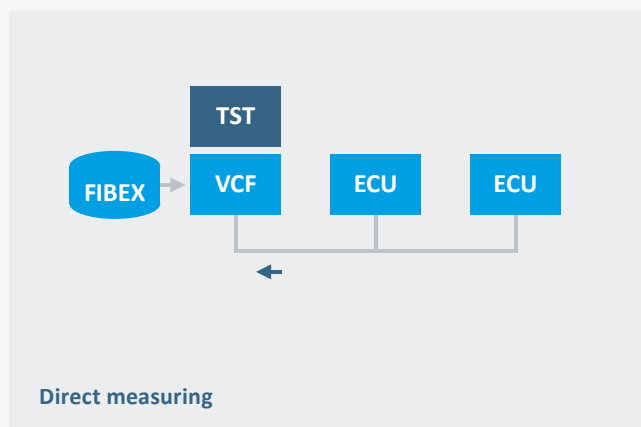 TST
FIBEX
VCF
ECU
ECU
Direct measuring